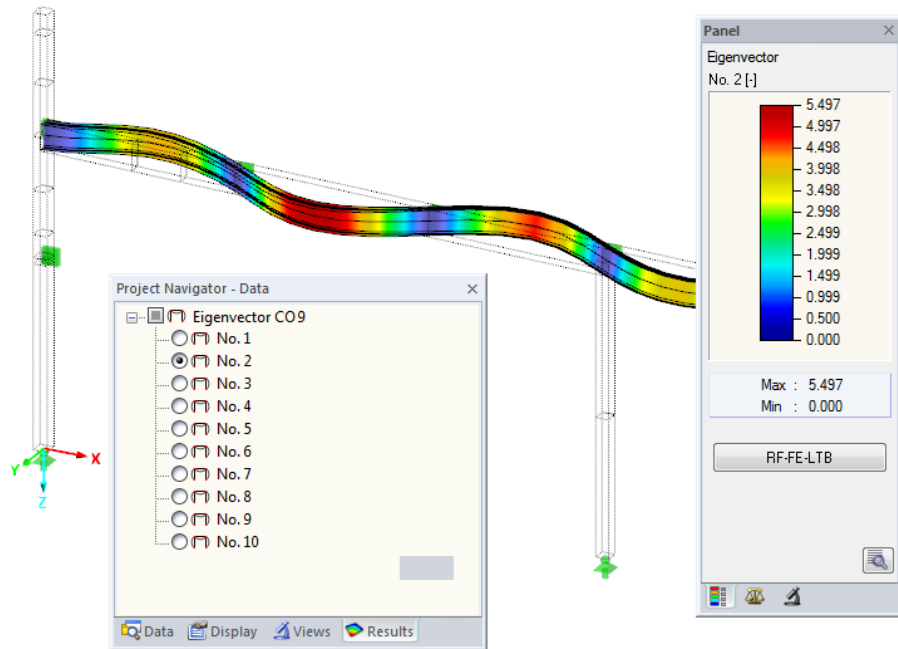 Panel
Eigenvector
No. 2 [-]
5.497
4.997
4.498
3.998
3.498
2.998
2.499
1.999
1.499
0.999
0.500
0.000
Max : 5.497
Min : 0.000
RF-FE-LTB
Project Navigator - Data
Eigenvector CO9
No. 1
No. 2
No. 3
No. 4
No. 5
No. 6
No. 7
No. 8
No. 9
No. 10
Data Display Views Results
X
Y
Z